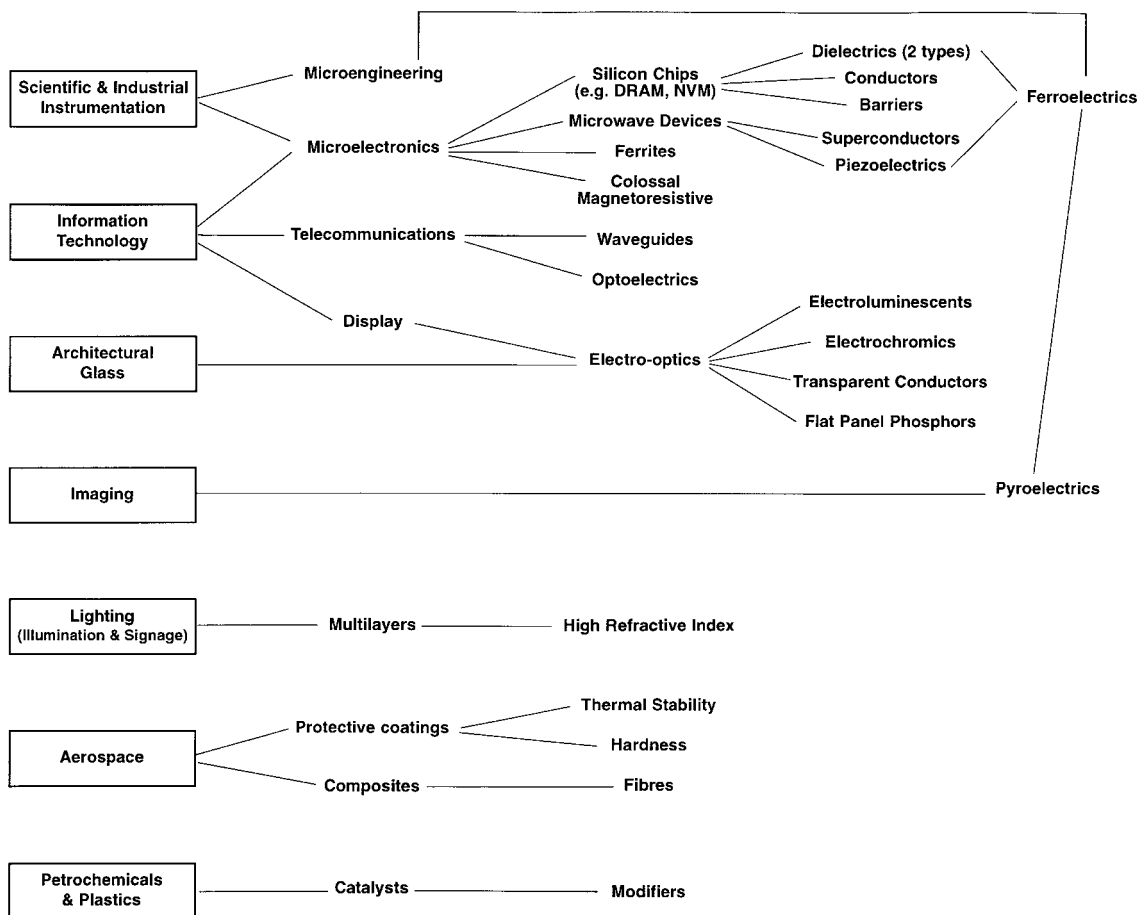 Scientific & Industrial
Instrumentation
Microengineering
Microelectronics
Silicon Chips
(e.g. DRAM, NVM)
Microwave Devices
Ferrites
Colossal
Magnetoresistive
Dielectrics (2 types)
Conductors
Barriers
Superconductors
Piezoelectrics
Ferroelectrics
Information
Technology
Telecommunications
Waveguides
Optoelectrics
Display
Architectural
Glass
Electro-optics
Electroluminescents
Electrochromics
Transparent Conductors
Flat Panel Phosphors
Imaging
Pyroelectrics
Lighting
(Illumination & Signage)
Multilayers
High Refractive Index
Aerospace
Protective coatings
Thermal Stability
Hardness
Composites
Fibres
Petrochemicals
& Plastics
Catalysts
Modifiers